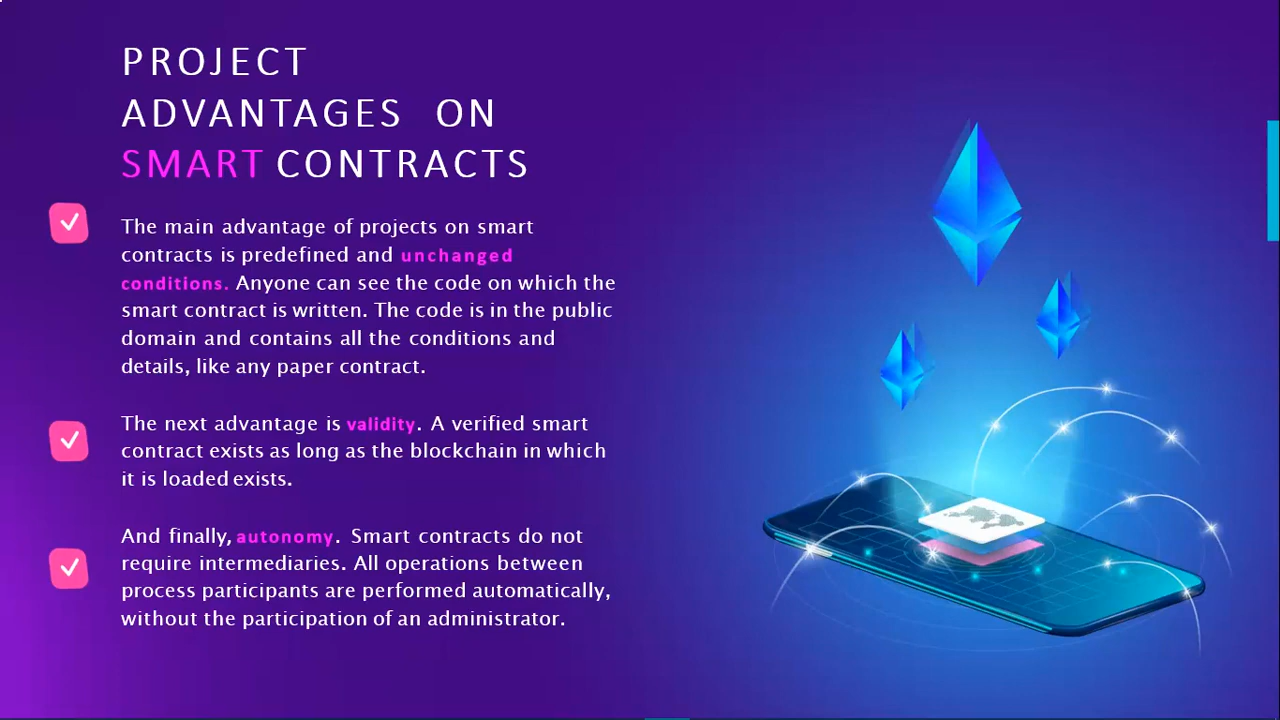 PROJECT
ADVANTAGES ON
SMART CONTRACTS
The main advantage of projects on smart
contracts is predefined and unchanged
conditions. Anyone can see the code on which the
smart contract is written. The code is in the public
domain and contains all the conditions and
details, like any paper contract.
The next advantage is validity. A verified smart
contract exists as long as the blockchain in which
it is loaded exists.
And finally, autonomy. Smart contracts do not
require intermediaries. All operations between
process participants are performed automatically,
without the participation of an administrator.